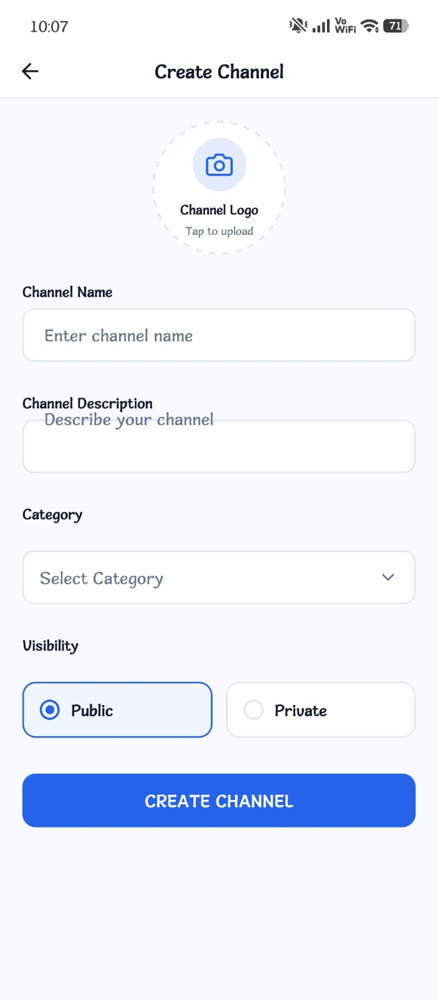 10:07
Vo
WiFi
71
Create Channel
Channel Logo
Tap to upload
Channel Name
Enter channel name
Channel Description
Describe your channel
Category
Select Category
Visibility
Public
Private
CREATE CHANNEL